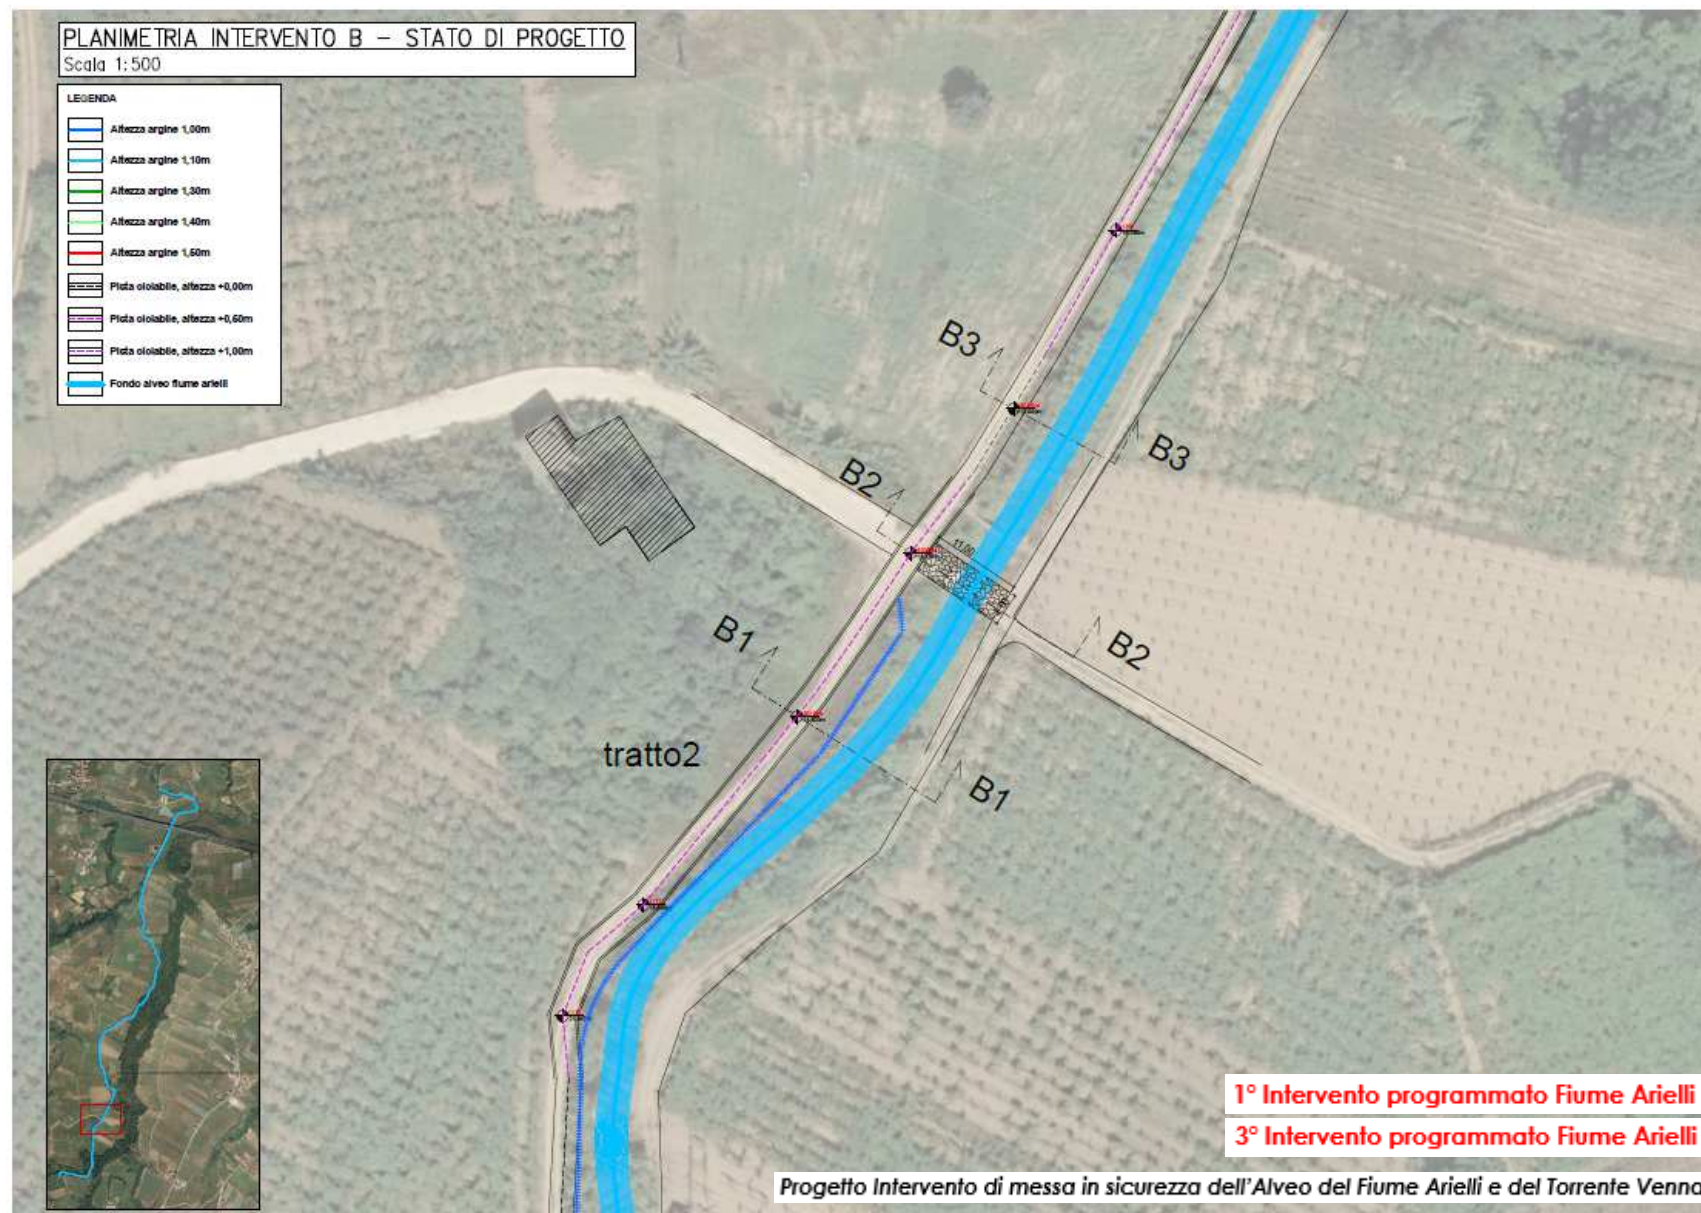 PLANIMETRIA INTERVENTO B – STATO DI PROGETTO
Scala 1:500
LEGENDA
Altezza argine 1,00m
Altezza argine 1,10m
Altezza argine 1,30m
Altezza argine 1,40m
Altezza argine 1,50m
Pista ciclabile, altezza +0,00m
Pista ciclabile, altezza +0,50m
Pista ciclabile, altezza +1,00m
Fondo alveo fiume arielli
B3
B3
B2
11,00
B1
B2
tratto2
B1
1° Intervento programmato Fiume Arielli
3° Intervento programmato Fiume Arielli
Progetto Intervento di messa in sicurezza dell'Alveo del Fiume Arielli e del Torrente Venna